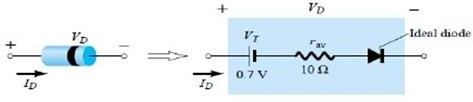 + V_D −
I_D
+ V_D −
V_T r_av Ideal diode
0.7 V 10 Ω
I_D